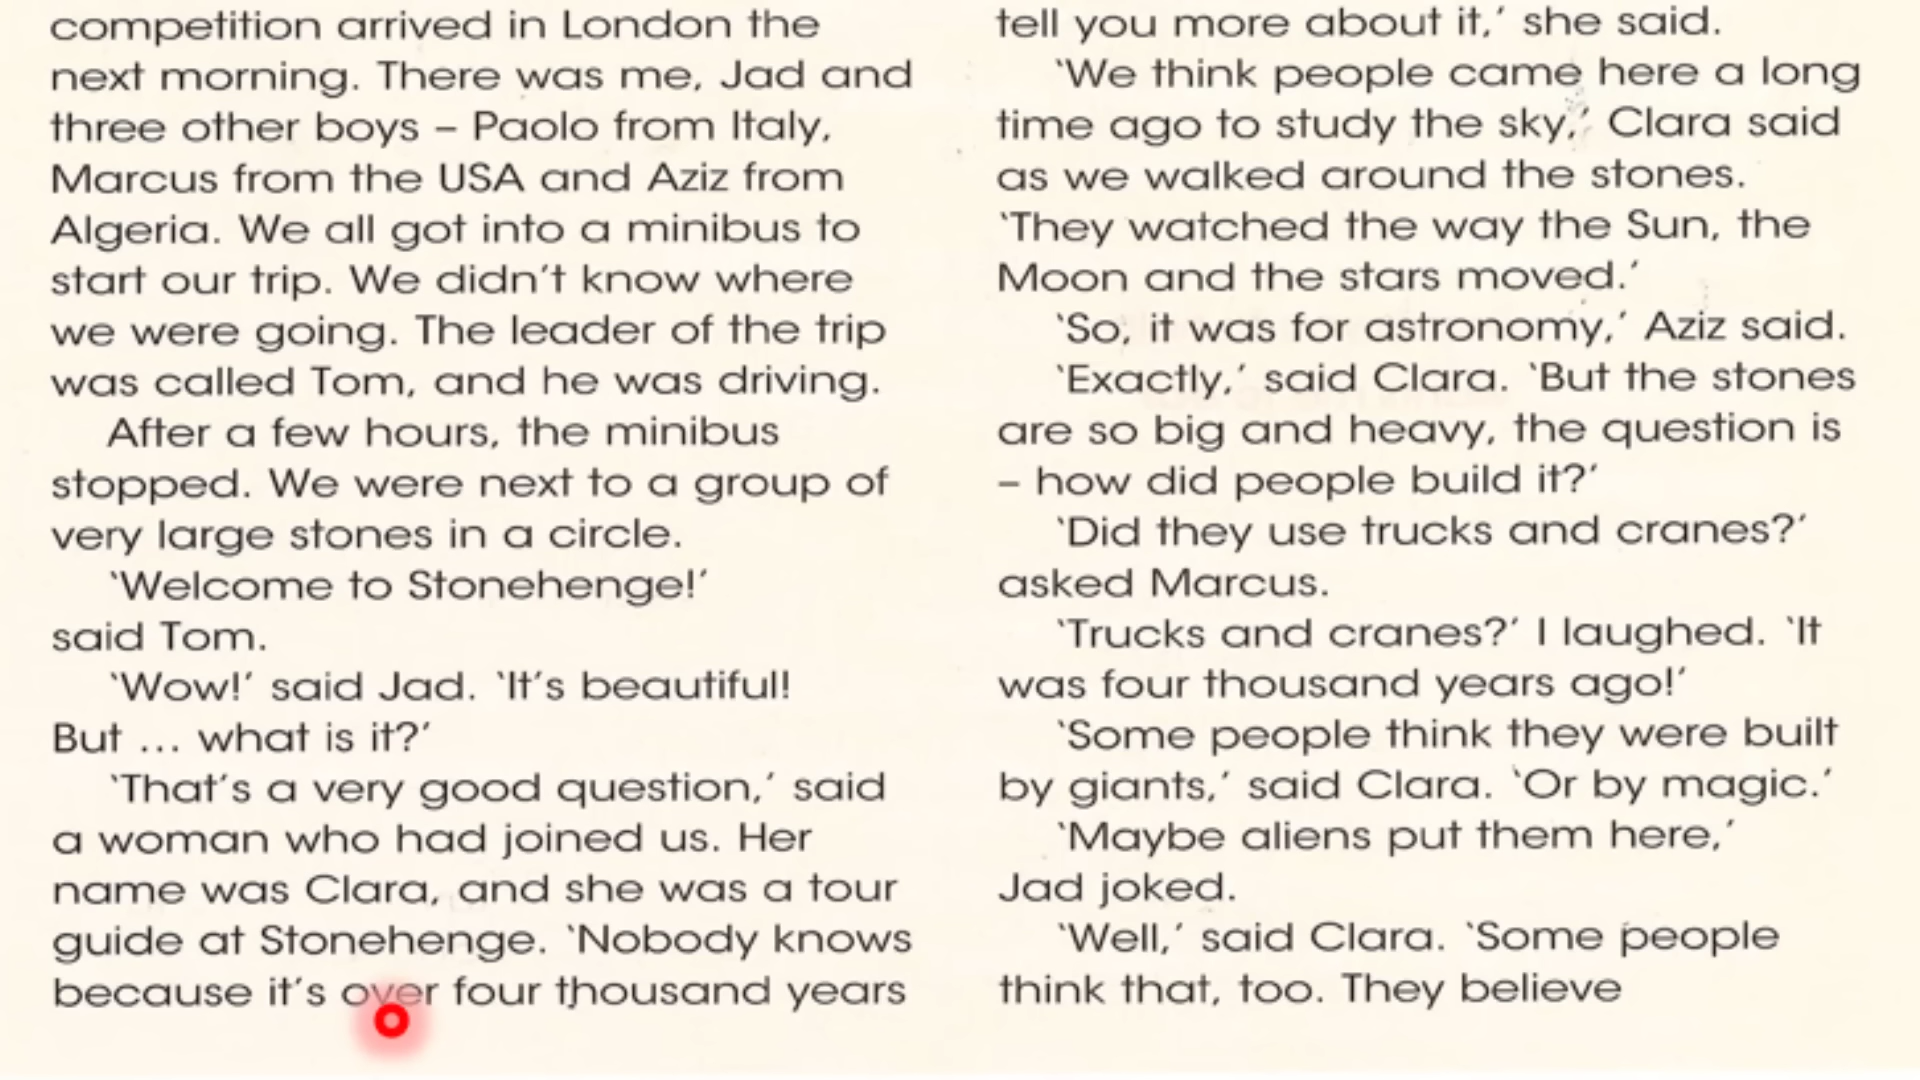 competition arrived in London the
next morning. There was me, Jad and
three other boys – Paolo from Italy,
Marcus from the USA and Aziz from
Algeria. We all got into a minibus to
start our trip. We didn't know where
we were going. The leader of the trip
was called Tom, and he was driving.
After a few hours, the minibus
stopped. We were next to a group of
very large stones in a circle.
‘Welcome to Stonehenge!’
said Tom.
‘Wow!’ said Jad. ‘It's beautiful!
But ... what is it?’
‘That's a very good question,’ said
a woman who had joined us. Her
name was Clara, and she was a tour
guide at Stonehenge. ‘Nobody knows
because it's over four thousand years
tell you more about it,’ she said.
‘We think people came here a long
time ago to study the sky,’ Clara said
as we walked around the stones.
‘They watched the way the Sun, the
Moon and the stars moved.’
‘So, it was for astronomy,’ Aziz said.
‘Exactly,’ said Clara. ‘But the stones
are so big and heavy, the question is
– how did people build it?’
‘Did they use trucks and cranes?’
asked Marcus.
‘Trucks and cranes?’ I laughed. ‘It
was four thousand years ago!’
‘Some people think they were built
by giants,’ said Clara. ‘Or by magic.’
‘Maybe aliens put them here,’
Jad joked.
‘Well,’ said Clara. ‘Some people
think that, too. They believe